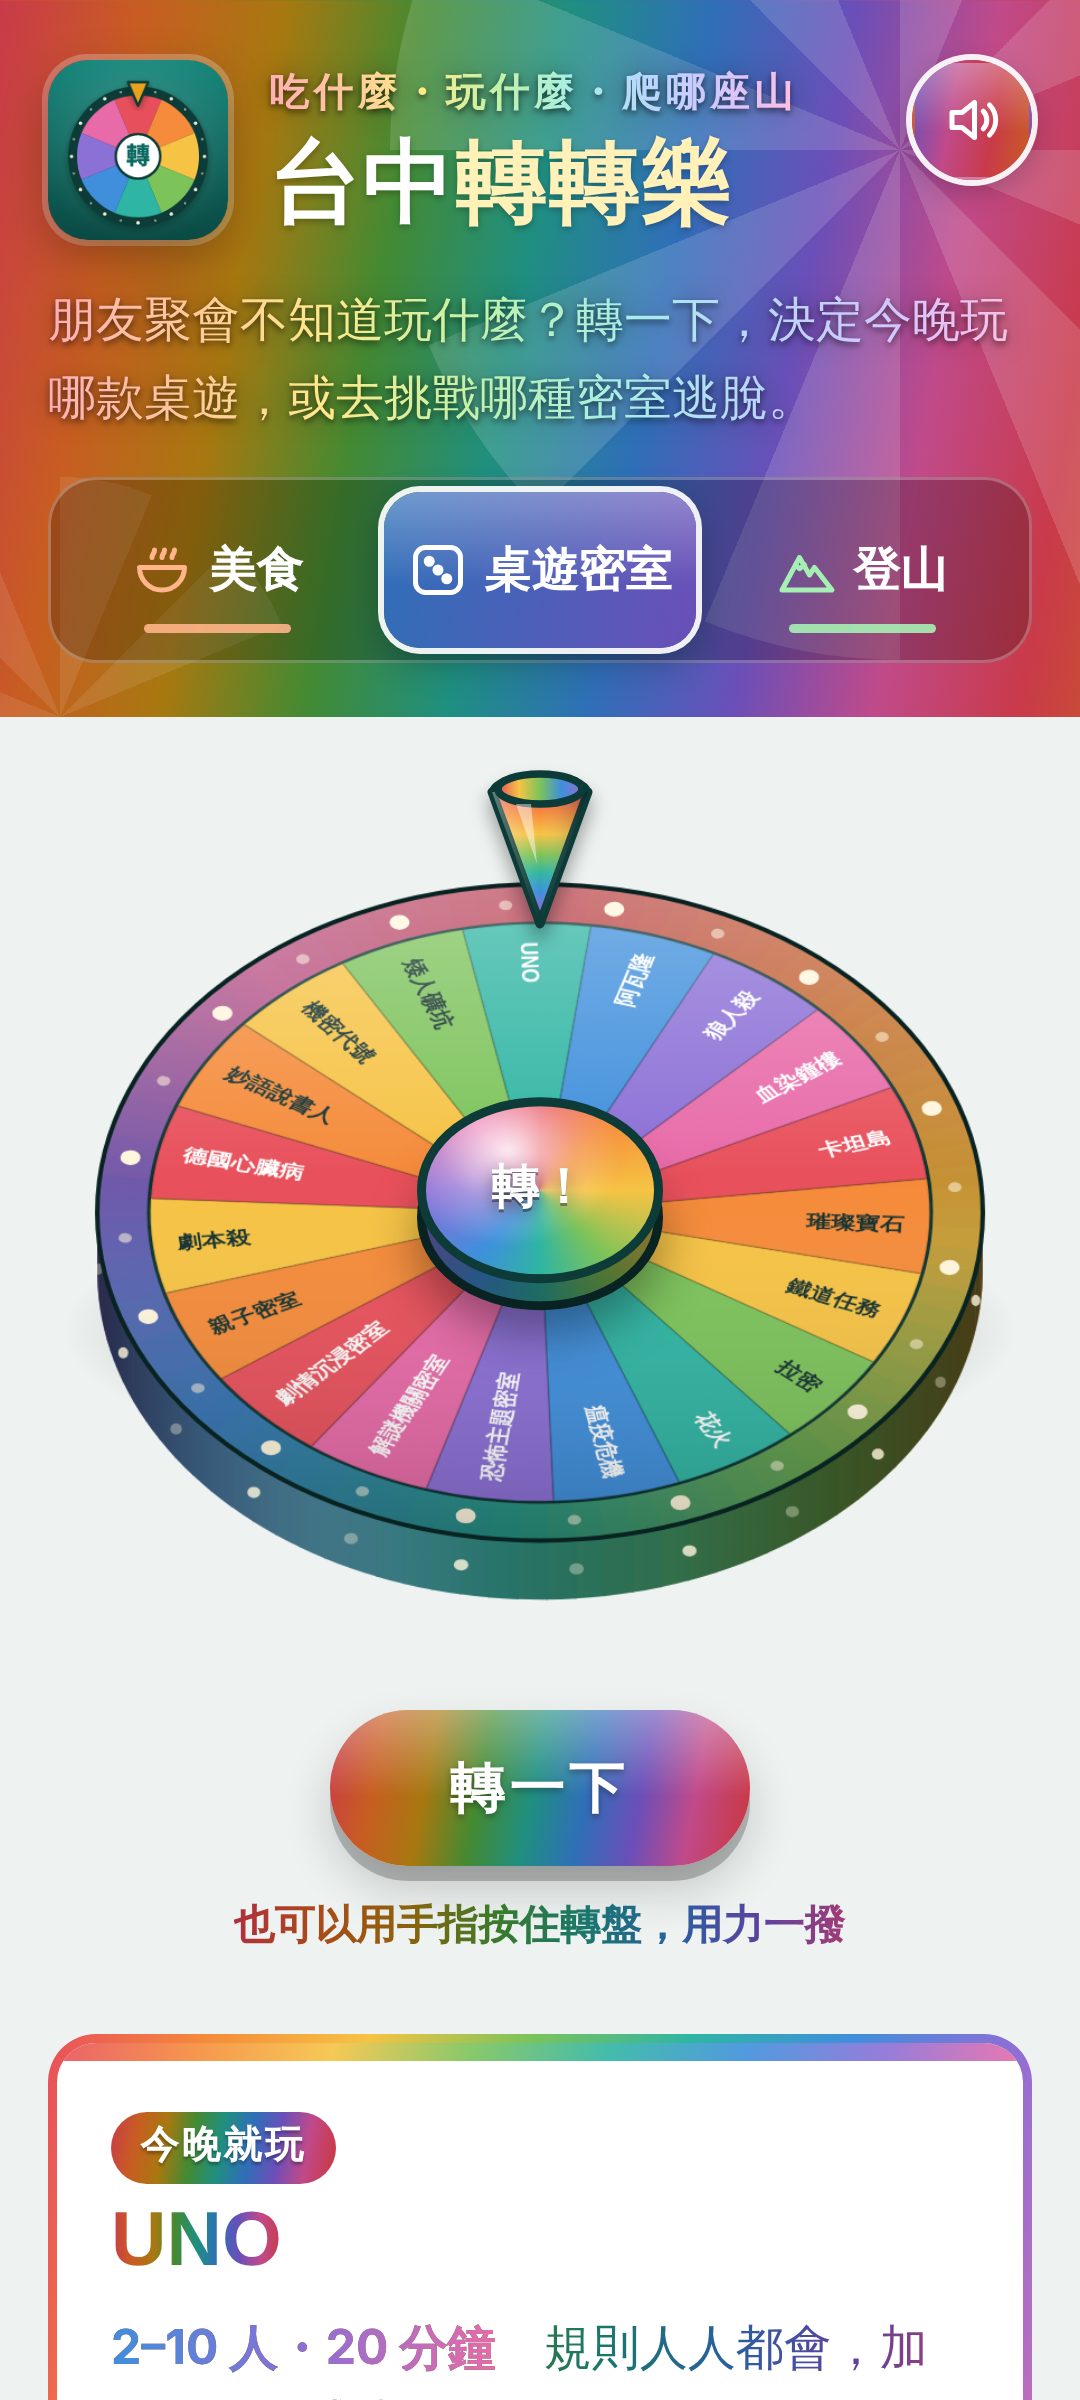 轉
吃什麼・玩什麼・爬哪座山
台中轉轉樂
朋友聚會不知道玩什麼？轉一下，決定今晚玩
哪款桌遊，或去挑戰哪種密室逃脫。
美食
桌遊密室
登山
UNO
阿瓦隆
狼人殺
血染鐘樓
卡坦島
璀璨寶石
鐵道任務
拉密
花火
瘟疫危機
恐怖主題密室
解謎機關密室
劇情沉浸密室
親子密室
劇本殺
德國心臟病
妙語說書人
機密代號
矮人礦坑
轉！
轉一下
也可以用手指按住轉盤，用力一撥
今晚就玩
UNO
2–10 人・20 分鐘　規則人人都會，加